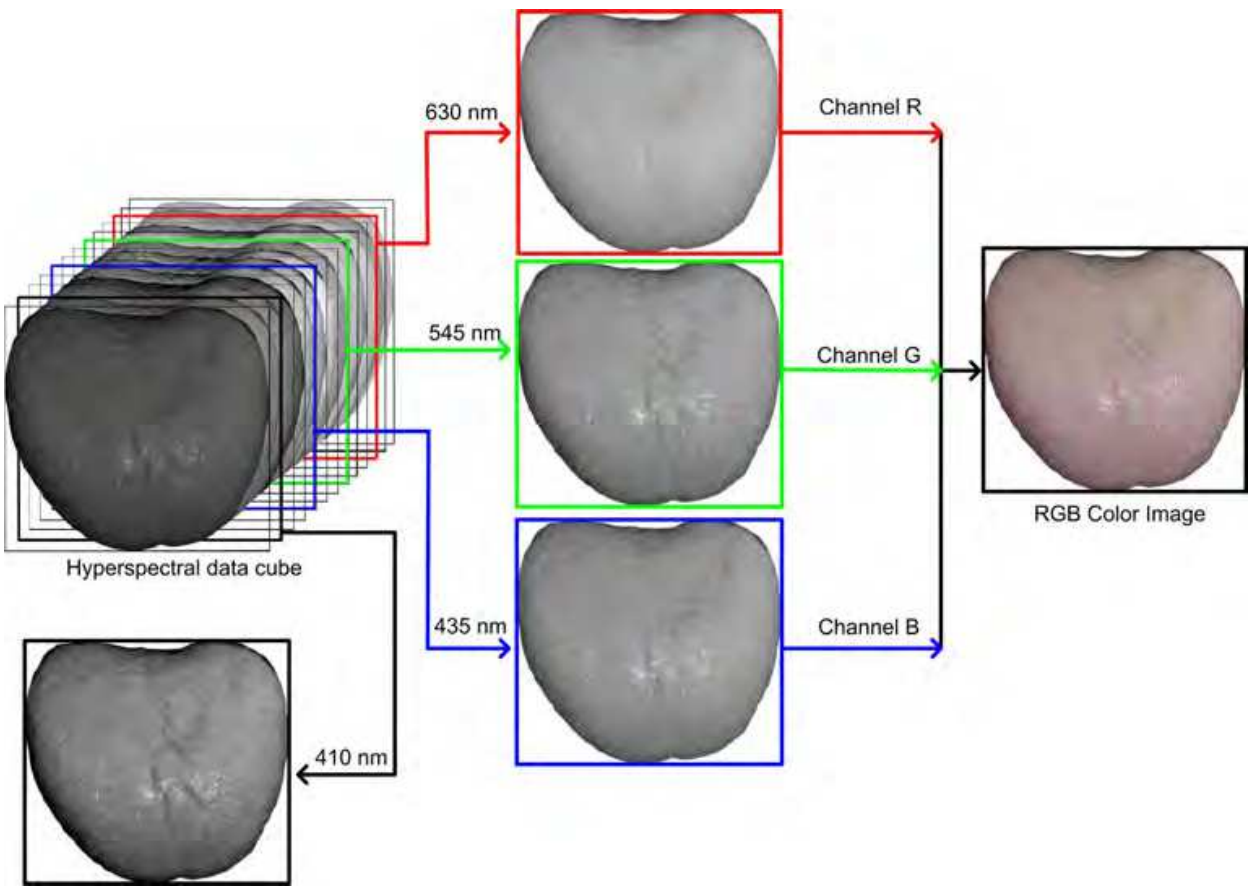 630 nm
Channel R
545 nm
Channel G
RGB Color Image
Hyperspectral data cube
435 nm
Channel B
410 nm